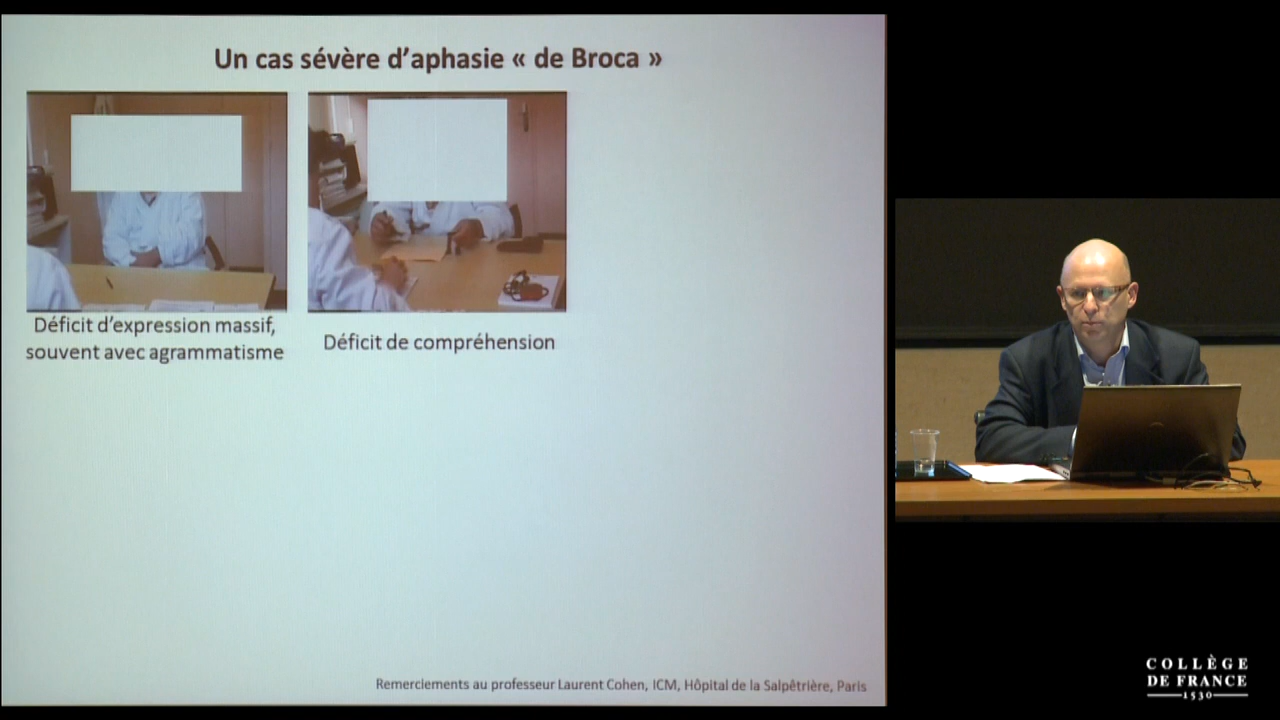 Un cas sévère d'aphasie « de Broca »
Déficit d'expression massif,
souvent avec agrammatisme
Déficit de compréhension
Remerciements au professeur Laurent Cohen, ICM, Hôpital de la Salpêtrière, Paris
COLLÈGE
DE FRANCE
1530